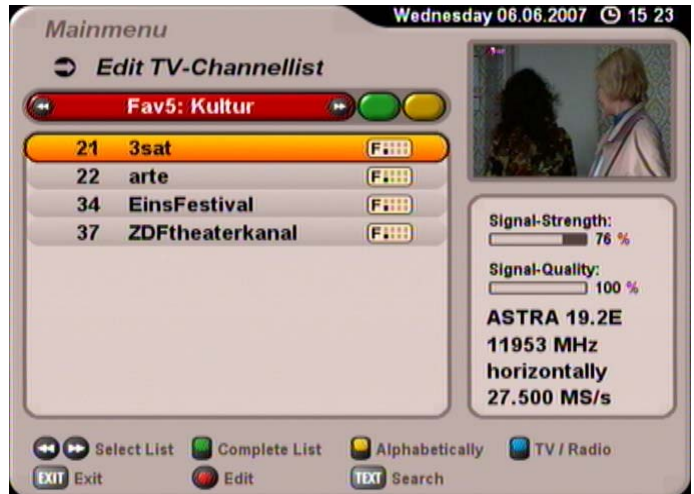 Wednesday 06.06.2007 15 23
Mainmenu
Edit TV-Channellist
Fav5: Kultur
21 3sat F
22 arte F
34 EinsFestival F
37 ZDFtheaterkanal F
Signal-Strength:
76 %
Signal-Quality:
100 %
ASTRA 19.2E
11953 MHz
horizontally
27.500 MS/s
Select List Complete List Alphabetically TV / Radio
EXIT Exit Edit TEXT Search